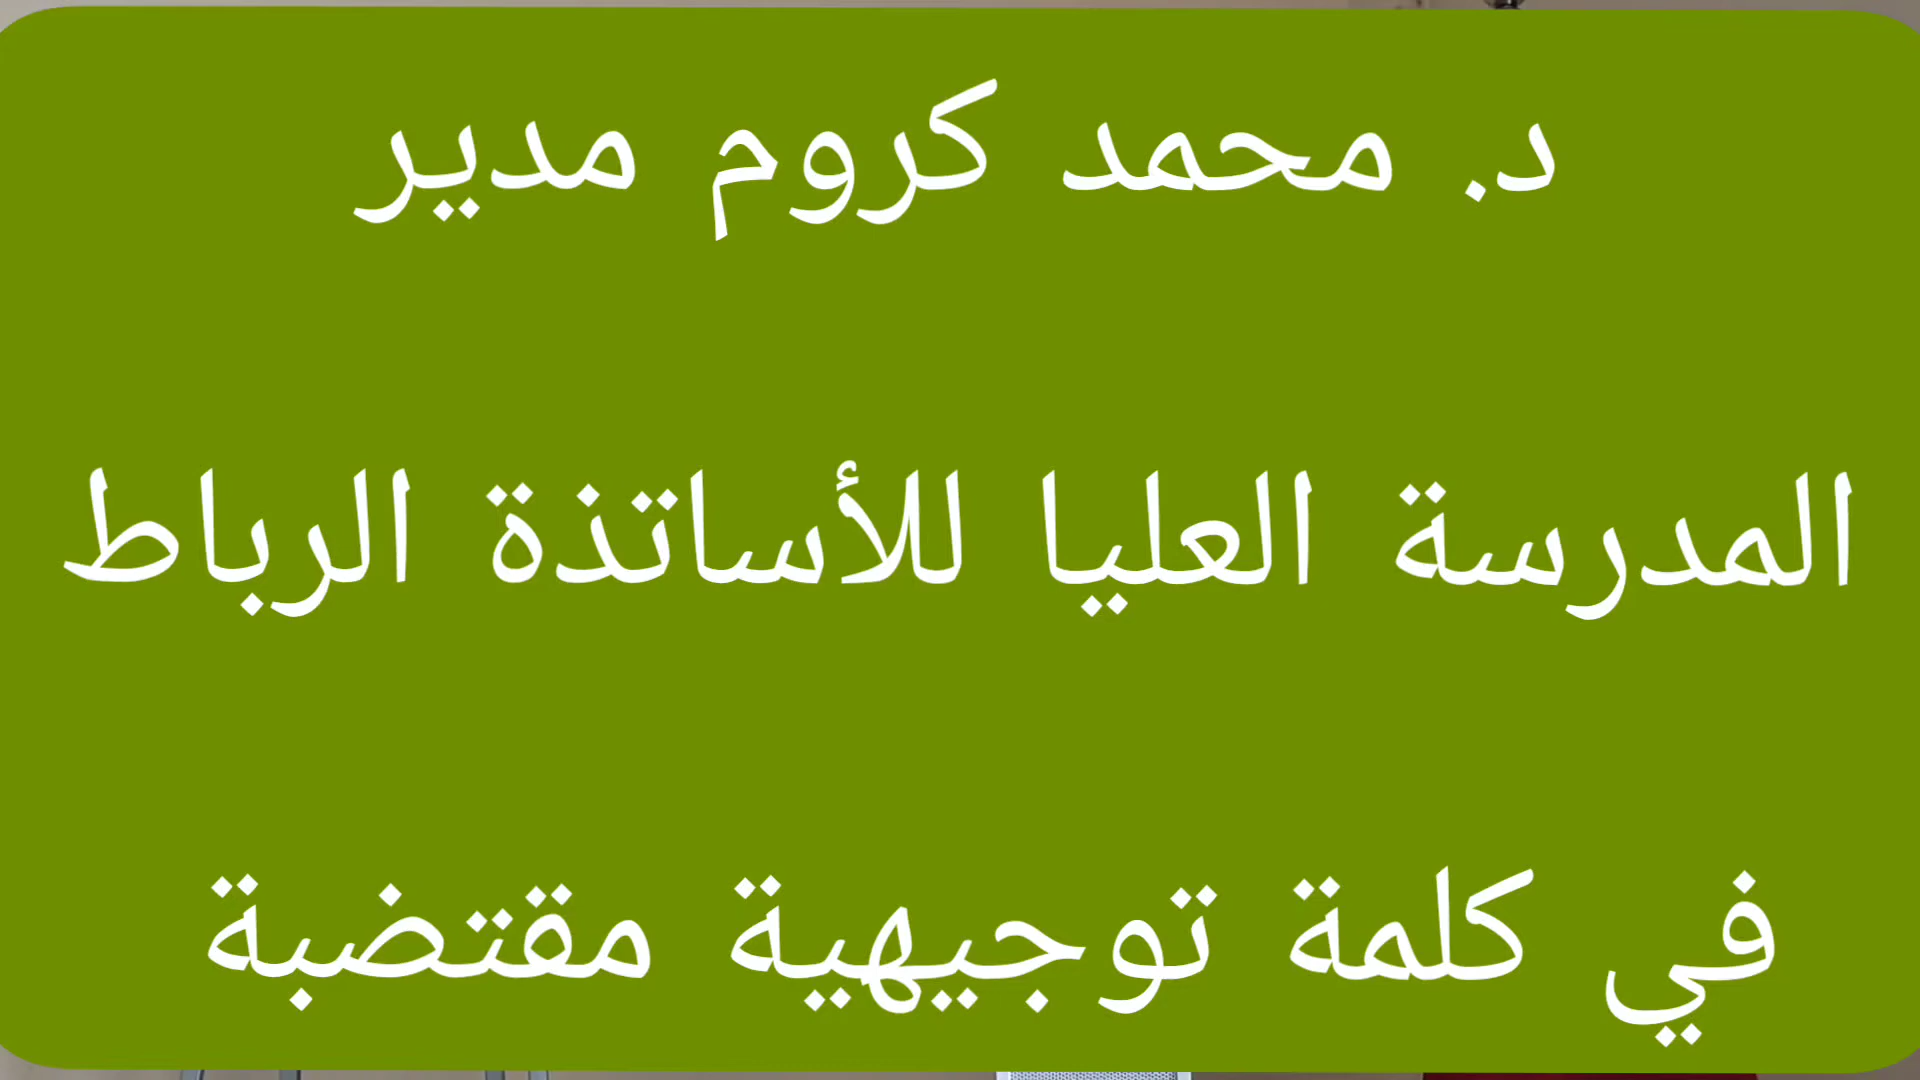 د. محمد كروم مدير
المدرسة العليا للأساتذة الرباط
في كلمة توجيهية مقتضبة